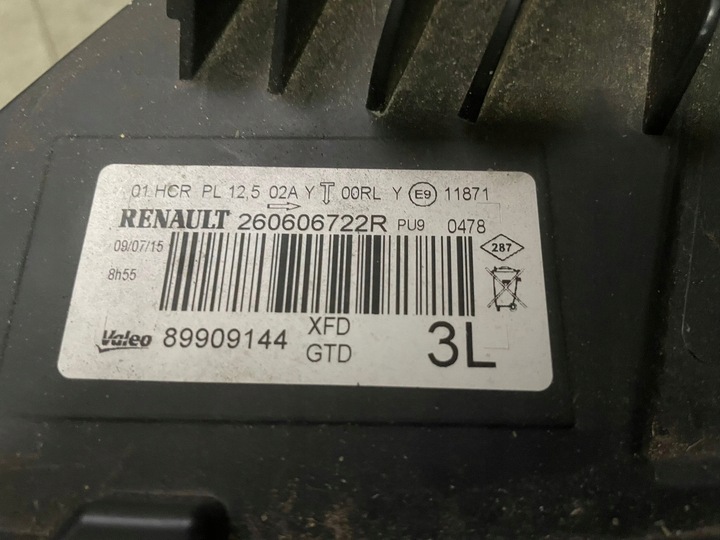 01 HCR PL 12,5 02A Y T 00RL Y E9 11871
RENAULT 260606722R PU9 0478
09/07/15
287
8h55
Valeo 89909144 XFD
GTD
3L